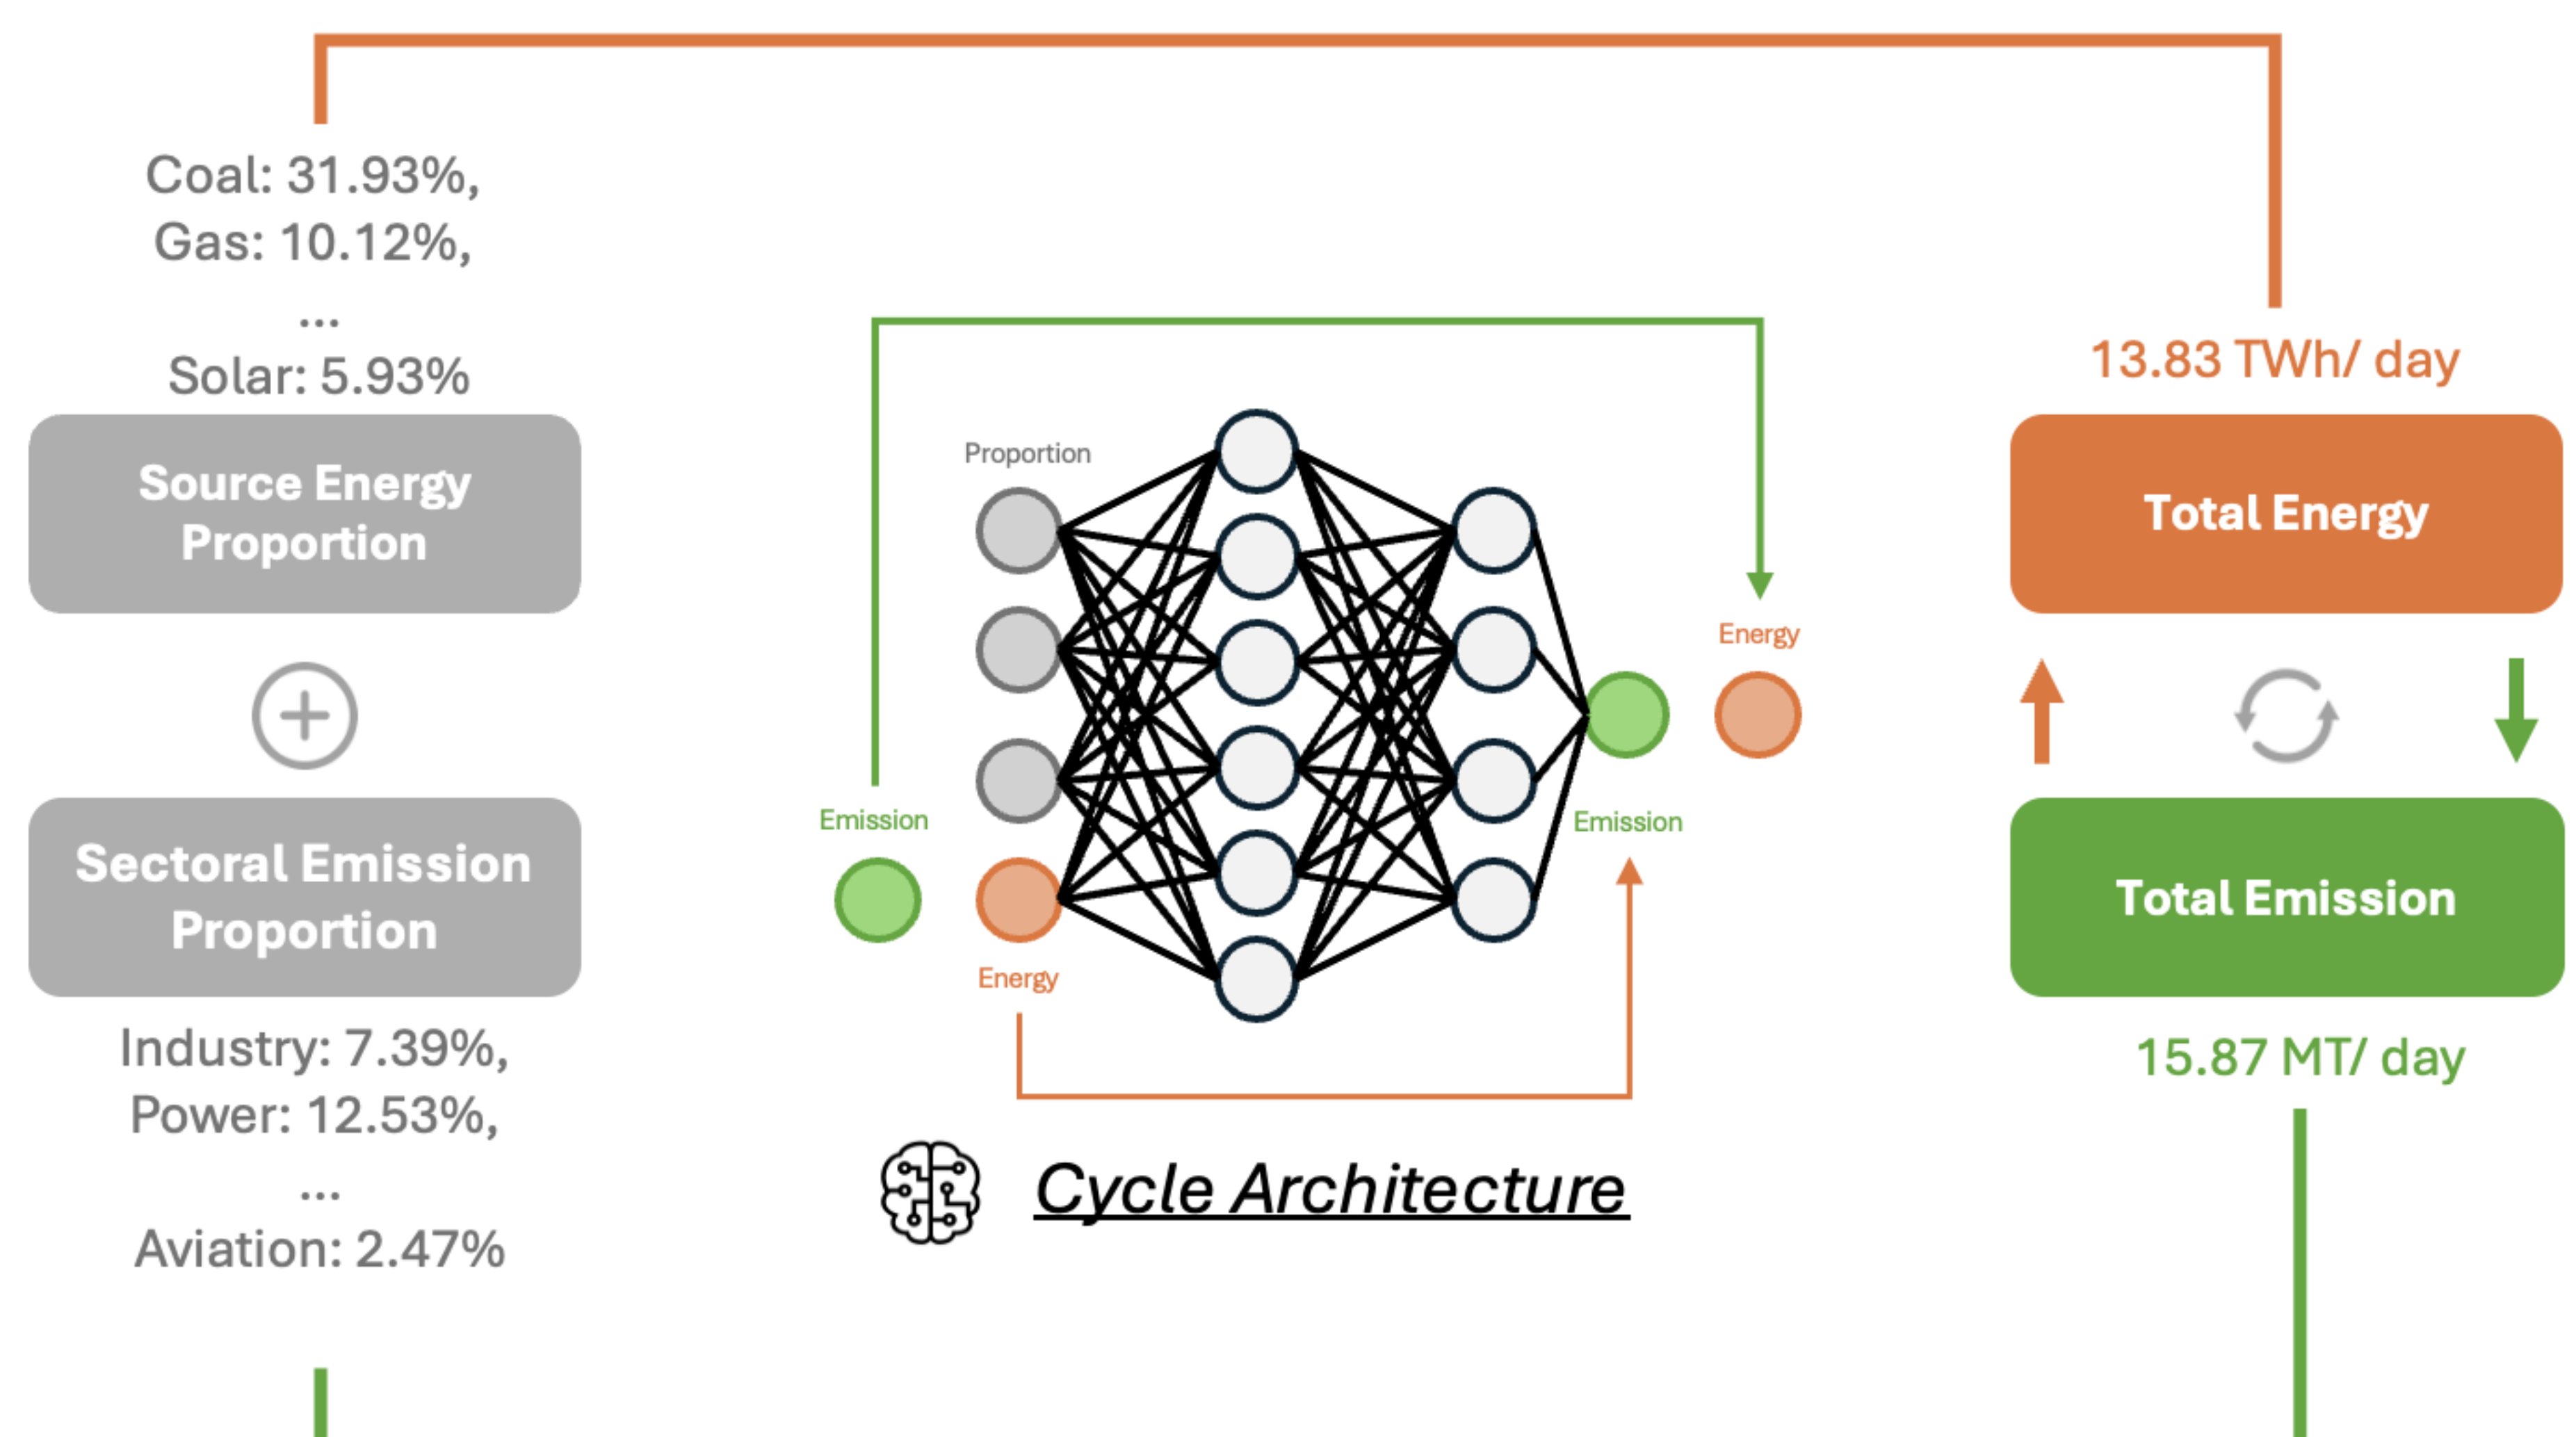 Coal: 31.93%,
Gas: 10.12%,
...
Solar: 5.93%
Source Energy
Proportion
Sectoral Emission
Proportion
Industry: 7.39%,
Power: 12.53%,
...
Aviation: 2.47%
Proportion
Emission
Energy
Energy
Emission
Cycle Architecture
13.83 TWh/ day
Total Energy
Total Emission
15.87 MT/ day